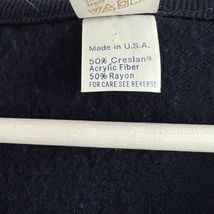 Made in U.S.A.
50% Creslan®
Acrylic Fiber
50% Rayon
FOR CARE SEE REVERSE